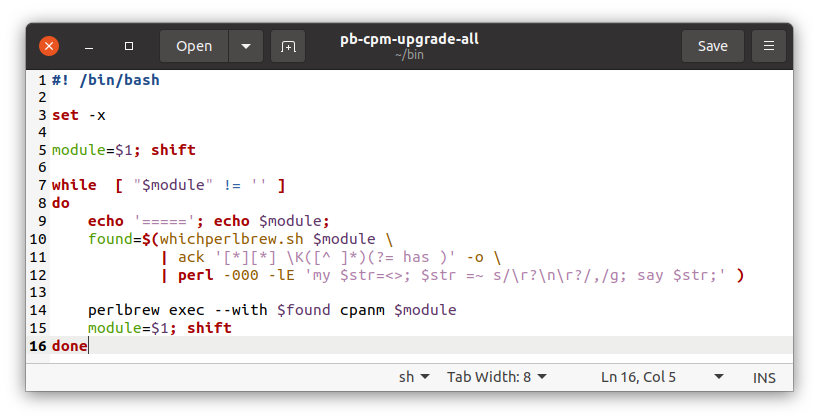 Open
pb-cpm-upgrade-all
~/bin
Save
1 #! /bin/bash
2
3 set -x
4
5 module=$1; shift
6
7 while  [ "$module" != '' ]
8 do
9     echo '====='; echo $module;
10     found=$(whichperlbrew.sh $module \
11             | ack '[*][*] \K([^ ]*)(?= has )' -o \
12             | perl -000 -lE 'my $str=<>; $str =~ s/\r?\n\r?/,/g; say $str;' )
13
14     perlbrew exec --with $found cpanm $module
15     module=$1; shift
16 done
sh Tab Width: 8 Ln 16, Col 5 INS